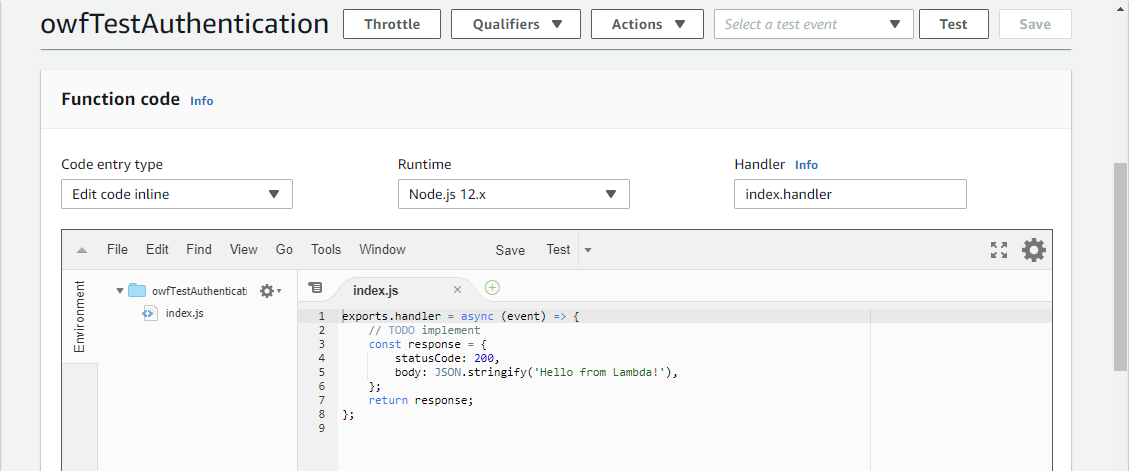 owfTestAuthentication Throttle Qualifiers Actions Select a test event Test Save
Function code Info
Code entry type Runtime Handler Info
Edit code inline Node.js 12.x index.handler
File Edit Find View Go Tools Window Save Test
Environment
owfTestAuthenticati
index.js
index.js
1 exports.handler = async (event) => {
2 // TODO implement
3 const response = {
4 statusCode: 200,
5 body: JSON.stringify('Hello from Lambda!'),
6 };
7 return response;
8 };
9